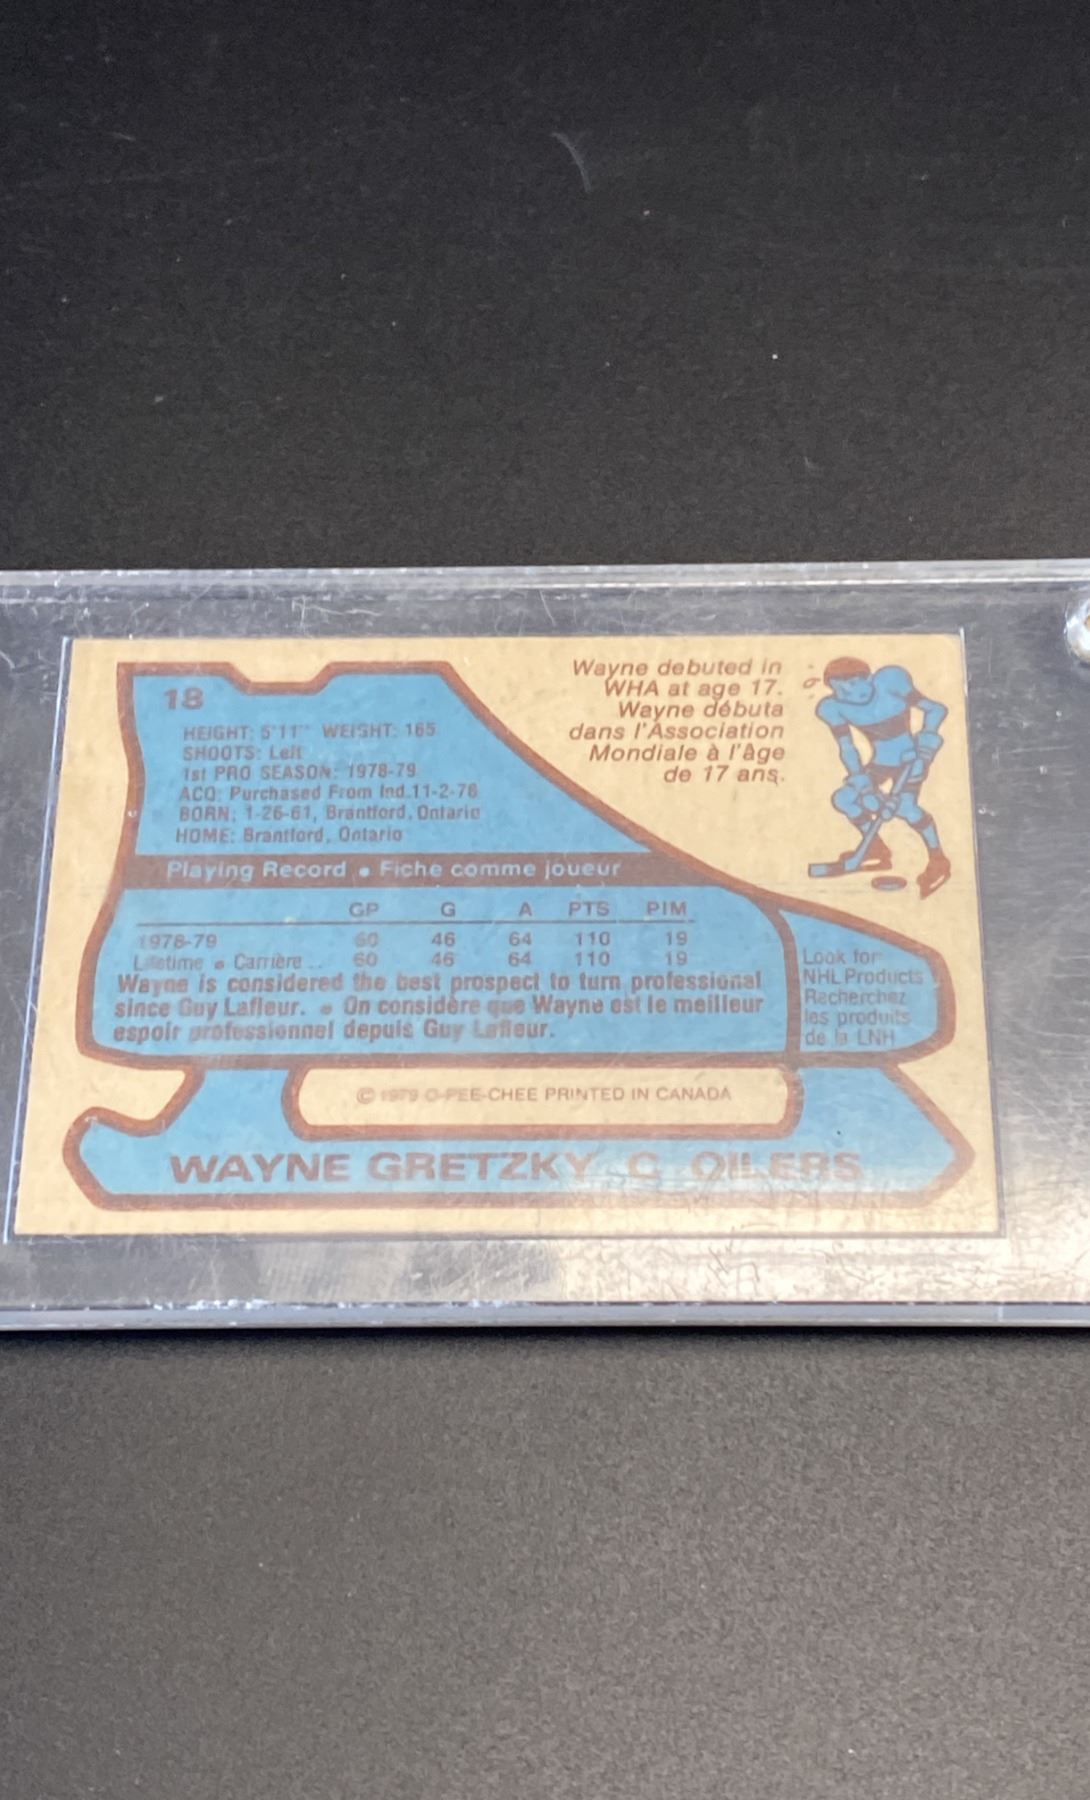 18
HEIGHT: 5'11" WEIGHT: 165
SHOOTS: Left
1st PRO SEASON: 1978-79
ACQ: Purchased From Ind.11-2-78
BORN: 1-26-61, Brantford, Ontario
HOME: Brantford, Ontario
Wayne debuted in
WHA at age 17.
Wayne débuta
dans l'Association
Mondiale à l'âge
de 17 ans.
Playing Record • Fiche comme joueur
GP G A PTS PIM
1978-79 60 46 64 110 19
Lifetime • Carrière .. 60 46 64 110 19
Wayne is considered the best prospect to turn professional
since Guy Lafleur. • On considère que Wayne est le meilleur
espoir professionnel depuis Guy Lafleur.
Look for
NHL Products
Recherchez
les produits
de la LNH
© 1979 O-PEE-CHEE PRINTED IN CANADA
WAYNE GRETZKY C OILERS